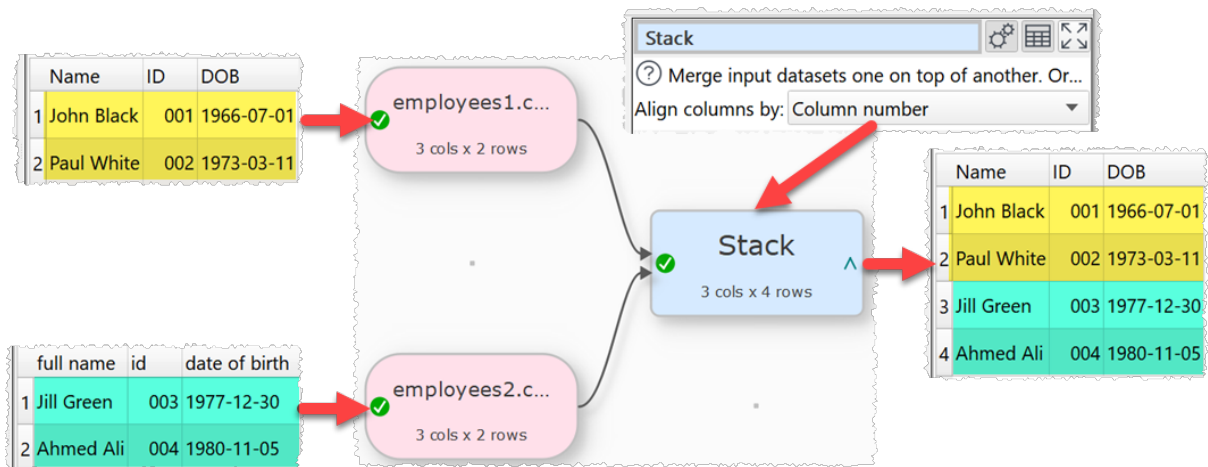 Stack
Merge input datasets one on top of another. Or...
Align columns by: Column number
Name ID DOB
1 John Black 001 1966-07-01
2 Paul White 002 1973-03-11
employees1.c...
3 cols x 2 rows
Stack
3 cols x 4 rows
Name ID DOB
1 John Black 001 1966-07-01
2 Paul White 002 1973-03-11
3 Jill Green 003 1977-12-30
4 Ahmed Ali 004 1980-11-05
full name id date of birth
1 Jill Green 003 1977-12-30
2 Ahmed Ali 004 1980-11-05
employees2.c...
3 cols x 2 rows